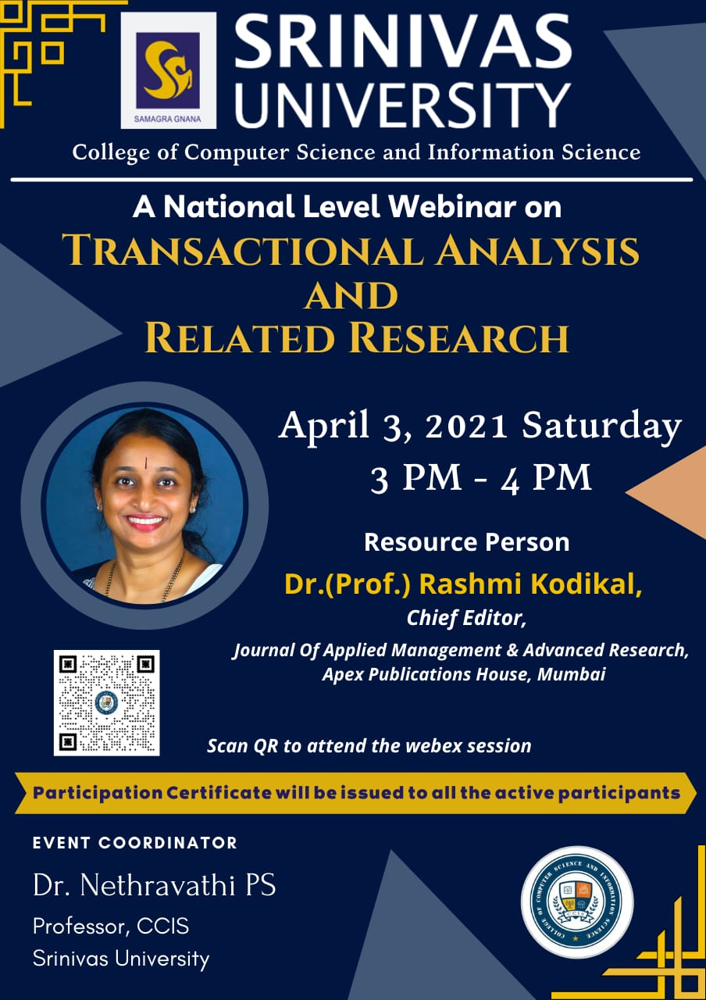 SAMAGRA GNANA
SRINIVAS
UNIVERSITY
College of Computer Science and Information Science
A National Level Webinar on
TRANSACTIONAL ANALYSIS
AND
RELATED RESEARCH
April 3, 2021 Saturday
3 PM - 4 PM
Resource Person
Dr.(Prof.) Rashmi Kodikal,
Chief Editor,
Journal Of Applied Management & Advanced Research,
Apex Publications House, Mumbai
Scan QR to attend the webex session
Participation Certificate will be issued to all the active participants
EVENT COORDINATOR
Dr. Nethravathi PS
Professor, CCIS
Srinivas University
COLLEGE OF COMPUTER SCIENCE AND INFORMATION SCIENCE
CCIS